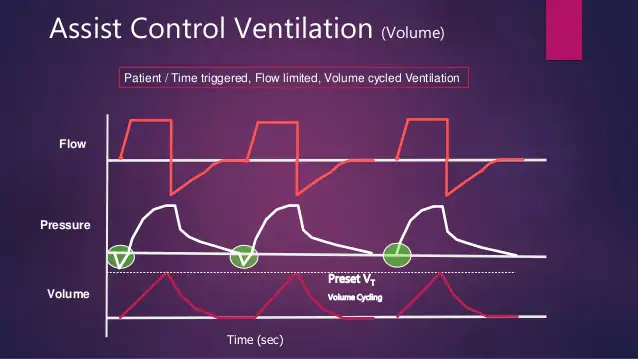 Assist Control Ventilation (Volume)
Patient / Time triggered, Flow limited, Volume cycled Ventilation
Flow
Pressure
Preset VT
Volume Cycling
Volume
Time (sec)